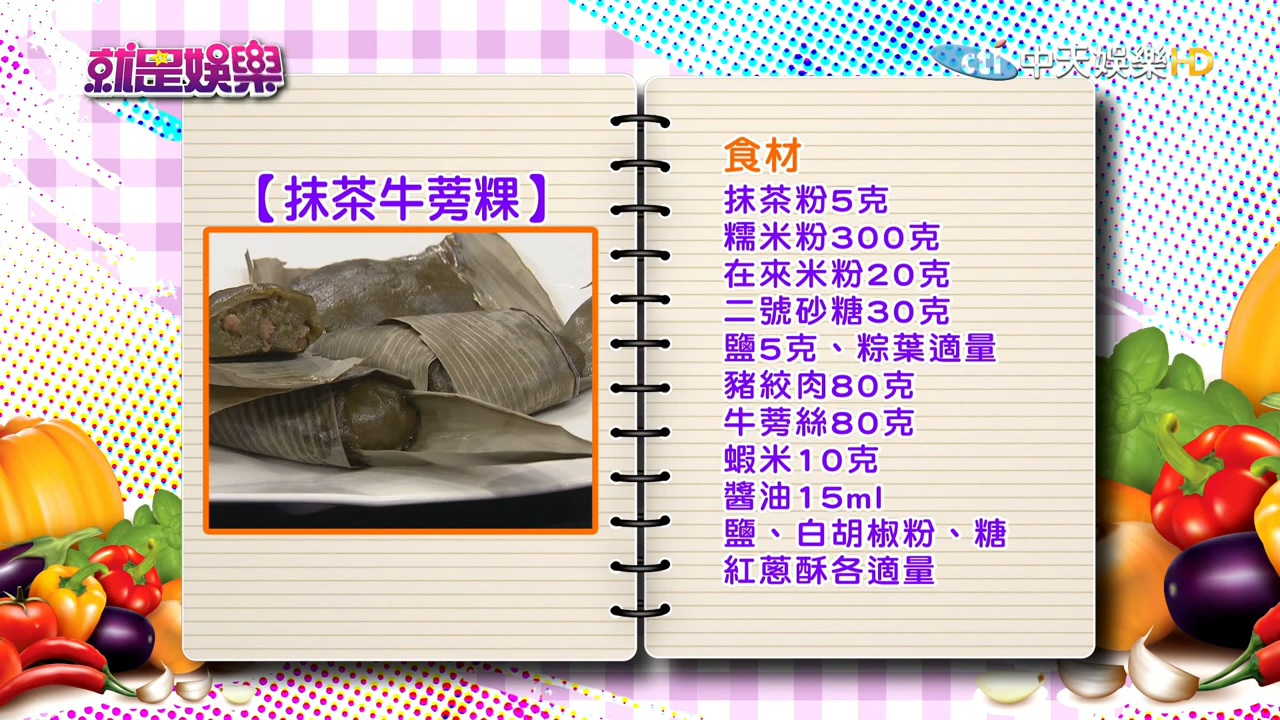 就是娛樂
cti中天娛樂HD
【抹茶牛蒡粿】
食材
抹茶粉5克
糯米粉300克
在來米粉20克
二號砂糖30克
鹽5克、粽葉適量
豬絞肉80克
牛蒡絲80克
蝦米10克
醬油15ml
鹽、白胡椒粉、糖
紅蔥酥各適量